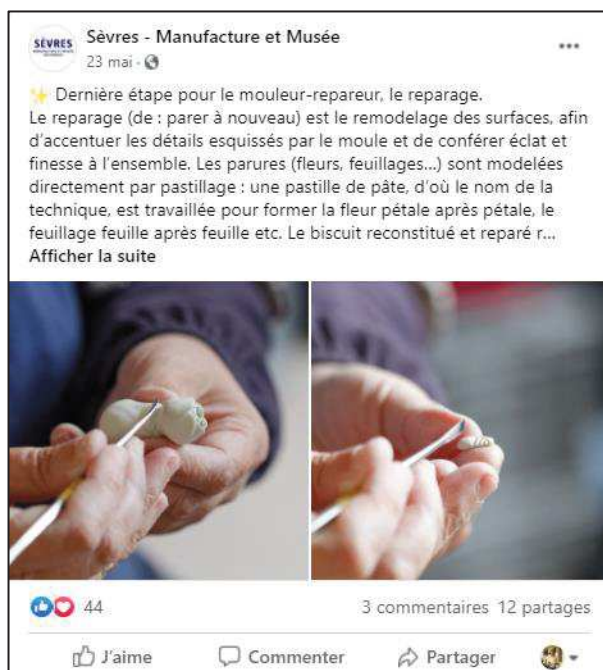 SÈVRES
Sèvres - Manufacture et Musée
23 mai ·
✨ Dernière étape pour le mouleur-repareur, le reparage.
Le reparage (de : parer à nouveau) est le remodelage des surfaces, afin
d'accentuer les détails esquissés par le moule et de conférer éclat et
finesse à l'ensemble. Les parures (fleurs, feuillages...) sont modelées
directement par pastillage : une pastille de pâte, d'où le nom de la
technique, est travaillée pour former la fleur pétale après pétale, le
feuillage feuille après feuille etc. Le biscuit reconstitué et reparé r...
Afficher la suite
44
3 commentaires 12 partages
J'aime
Commenter
Partager